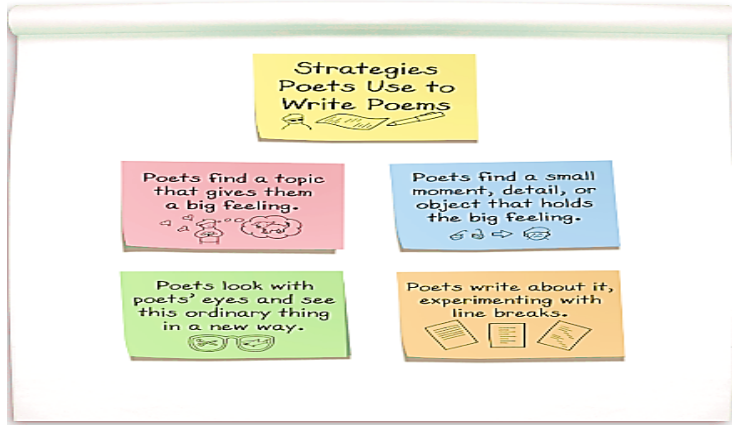 Strategies
Poets Use to
Write Poems
Poets find a topic
that gives them
a big feeling.
Poets find a small
moment, detail, or
object that holds
the big feeling.
Poets look with
poets' eyes and see
this ordinary thing
in a new way.
Poets write about it,
experimenting with
line breaks.